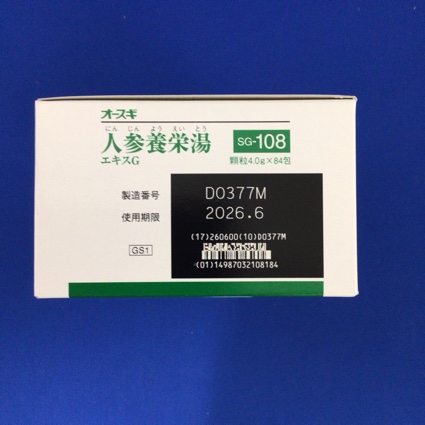 オースギ
にん じん よう えい とう
人参養栄湯 SG-108
エキスG 顆粒4.0g×84包
製造番号 D0377M
使用期限 2026.6
(17)260600(10)D0377M
(01)14987032108184
GS1